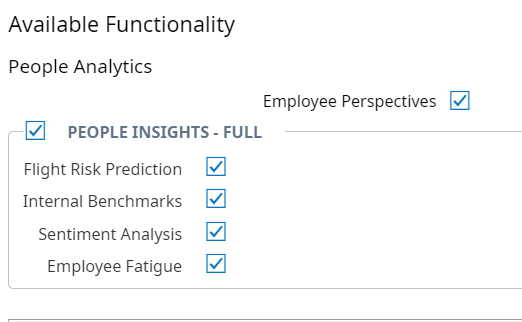 Available Functionality
People Analytics
Employee Perspectives
PEOPLE INSIGHTS - FULL
Flight Risk Prediction
Internal Benchmarks
Sentiment Analysis
Employee Fatigue